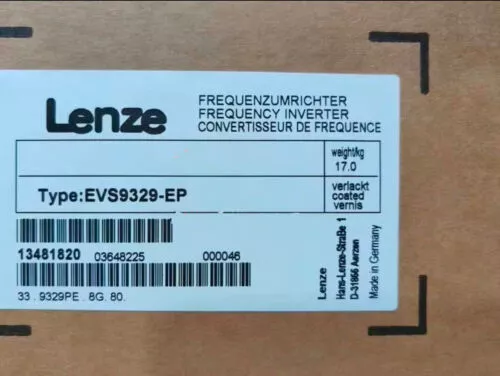 Lenze
FREQUENZUMRICHTER
FREQUENCY INVERTER
CONVERTISSEUR DE FREQUENCE
weight/kg
17.0
Type:EVS9329-EP
verlackt
coated
vernis
13481820 03648225 000046
33 . 9329PE . 8G. 80.
Lenze
Hans-Lenze-Straße 1
D-31855 Aerzen
Made in Germany